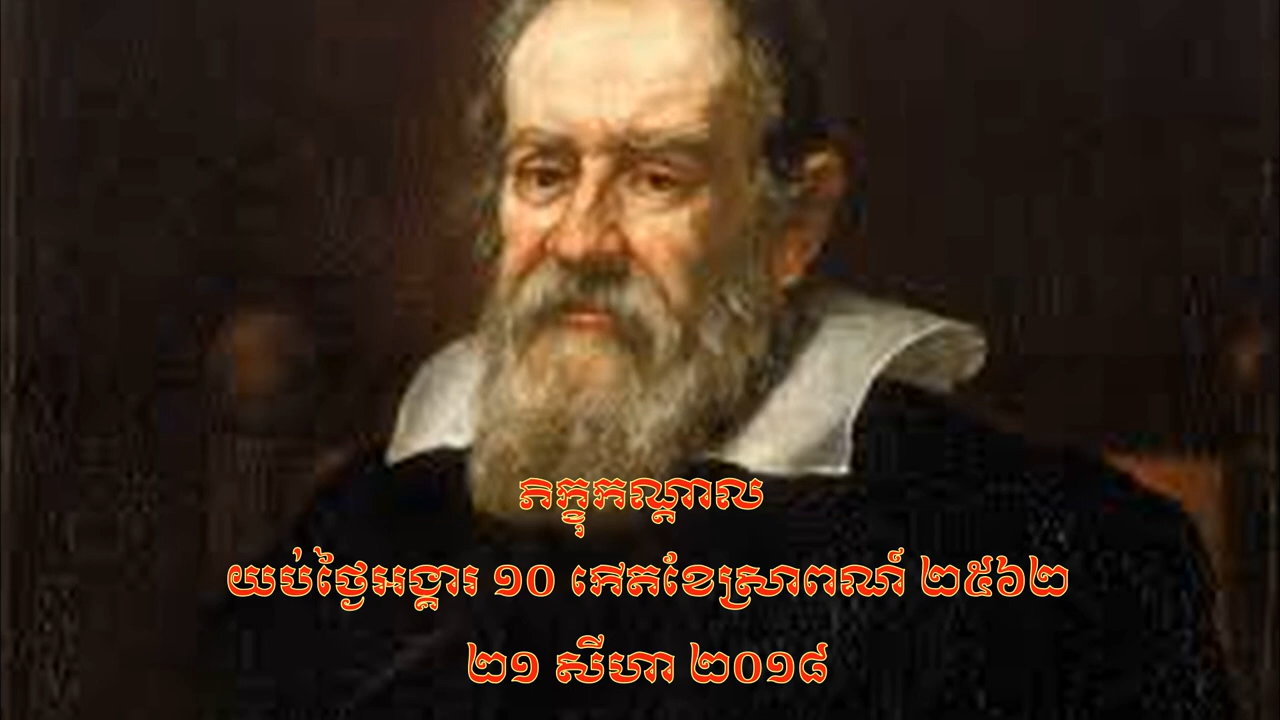 ភិក្ខុកណ្ដាល
យប់ថ្ងៃអង្គារ ១០ កើតខែស្រាពណ៍ ២៥៦២
២១ សីហា ២០១៨